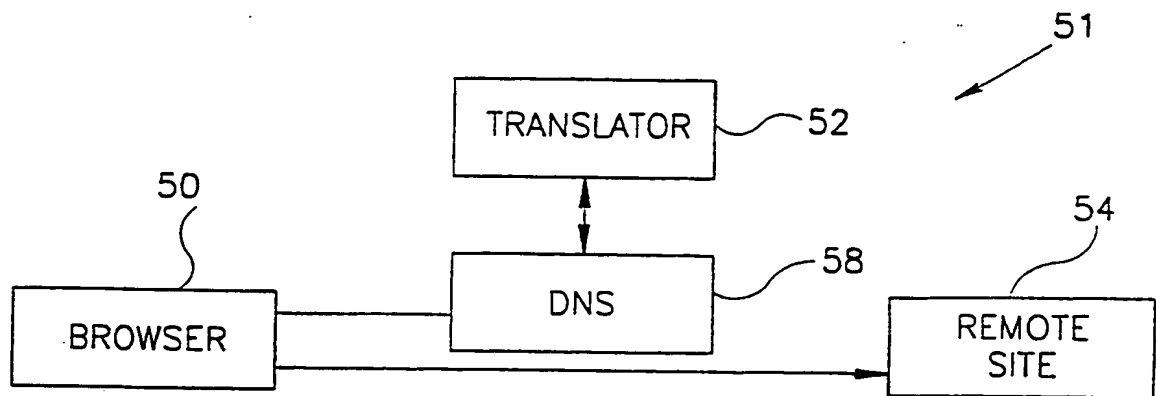 51
TRANSLATOR
52
50
54
58
DNS
BROWSER
REMOTE
SITE